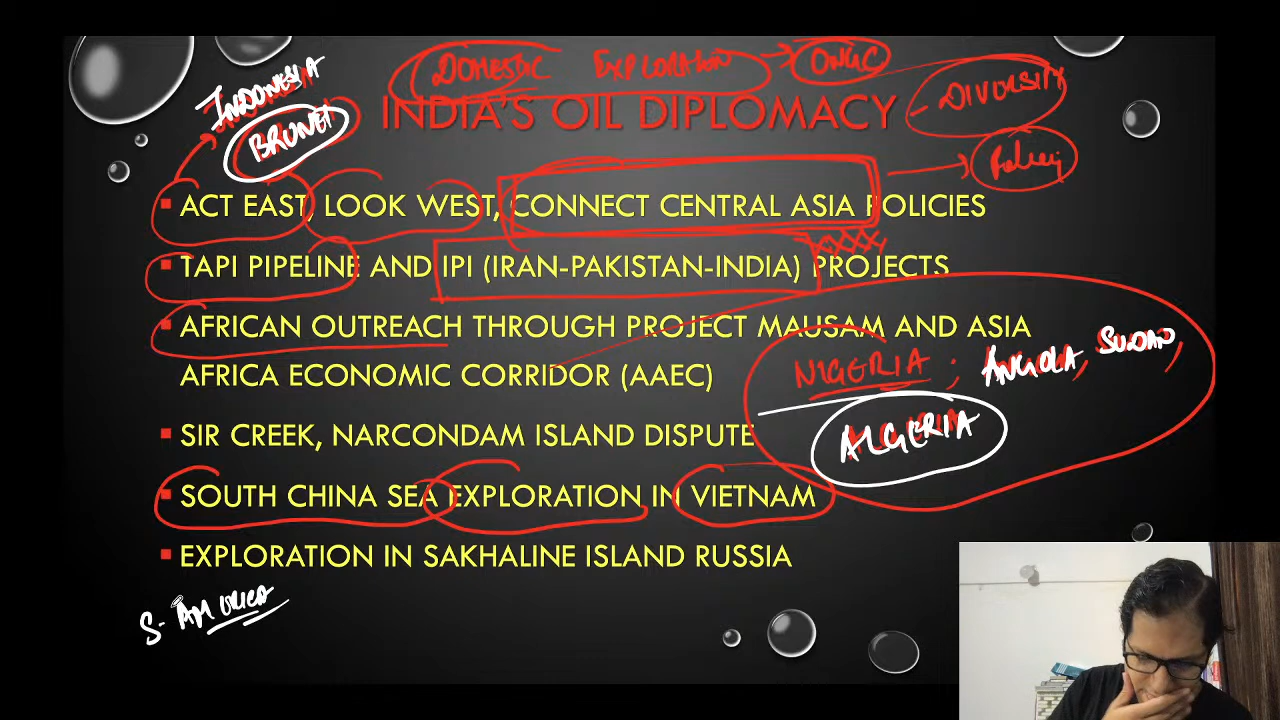 DOMESTIC EXPLORATION → ONGC
INDONESIA
BRUNEI
INDIA'S OIL DIPLOMACY
- DIVERSIFY
Policy
▪ ACT EAST, LOOK WEST, CONNECT CENTRAL ASIA POLICIES
▪ TAPI PIPELINE AND IPI (IRAN-PAKISTAN-INDIA) PROJECTS
XXXX
▪ AFRICAN OUTREACH THROUGH PROJECT MAUSAM AND ASIA
AFRICA ECONOMIC CORRIDOR (AAEC)
NIGERIA; ANGOLA, SUDAN,
ALGERIA
▪ SIR CREEK, NARCONDAM ISLAND DISPUTE
▪ SOUTH CHINA SEA EXPLORATION IN VIETNAM
▪ EXPLORATION IN SAKHALINE ISLAND RUSSIA
S- AMERICA